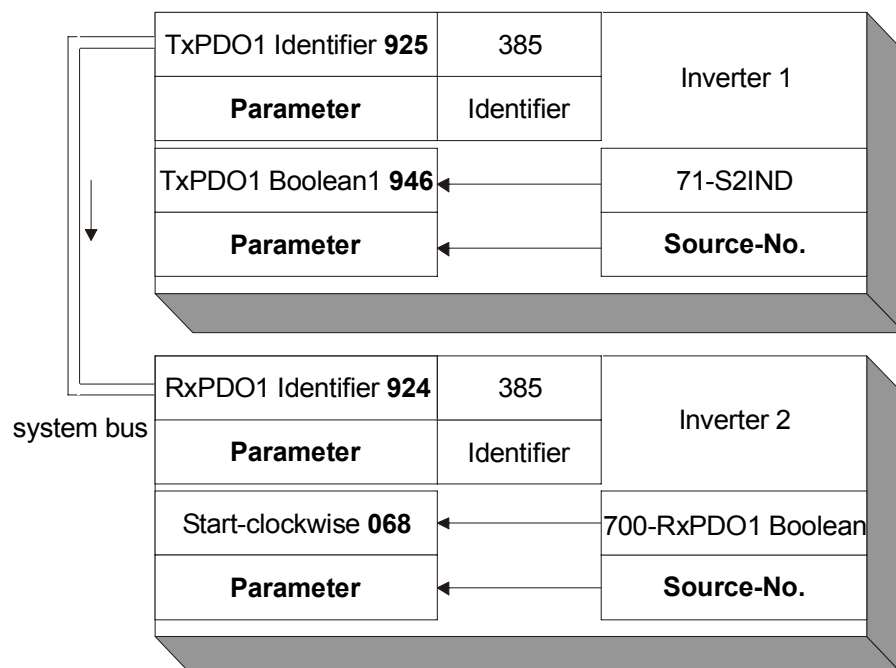 TxPDO1 Identifier 925
385
Inverter 1
Parameter
Identifier
TxPDO1 Boolean1 946
71-S2IND
Parameter
Source-No.
RxPDO1 Identifier 924
385
Inverter 2
system bus
Parameter
Identifier
Start-clockwise 068
700-RxPDO1 Boolean
Parameter
Source-No.